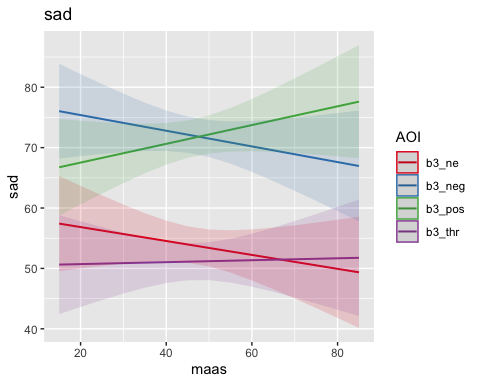 sad
80
70
60
50
40
sad
20
40
60
80
maas
AOI
b3_ne
b3_neg
b3_pos
b3_thr